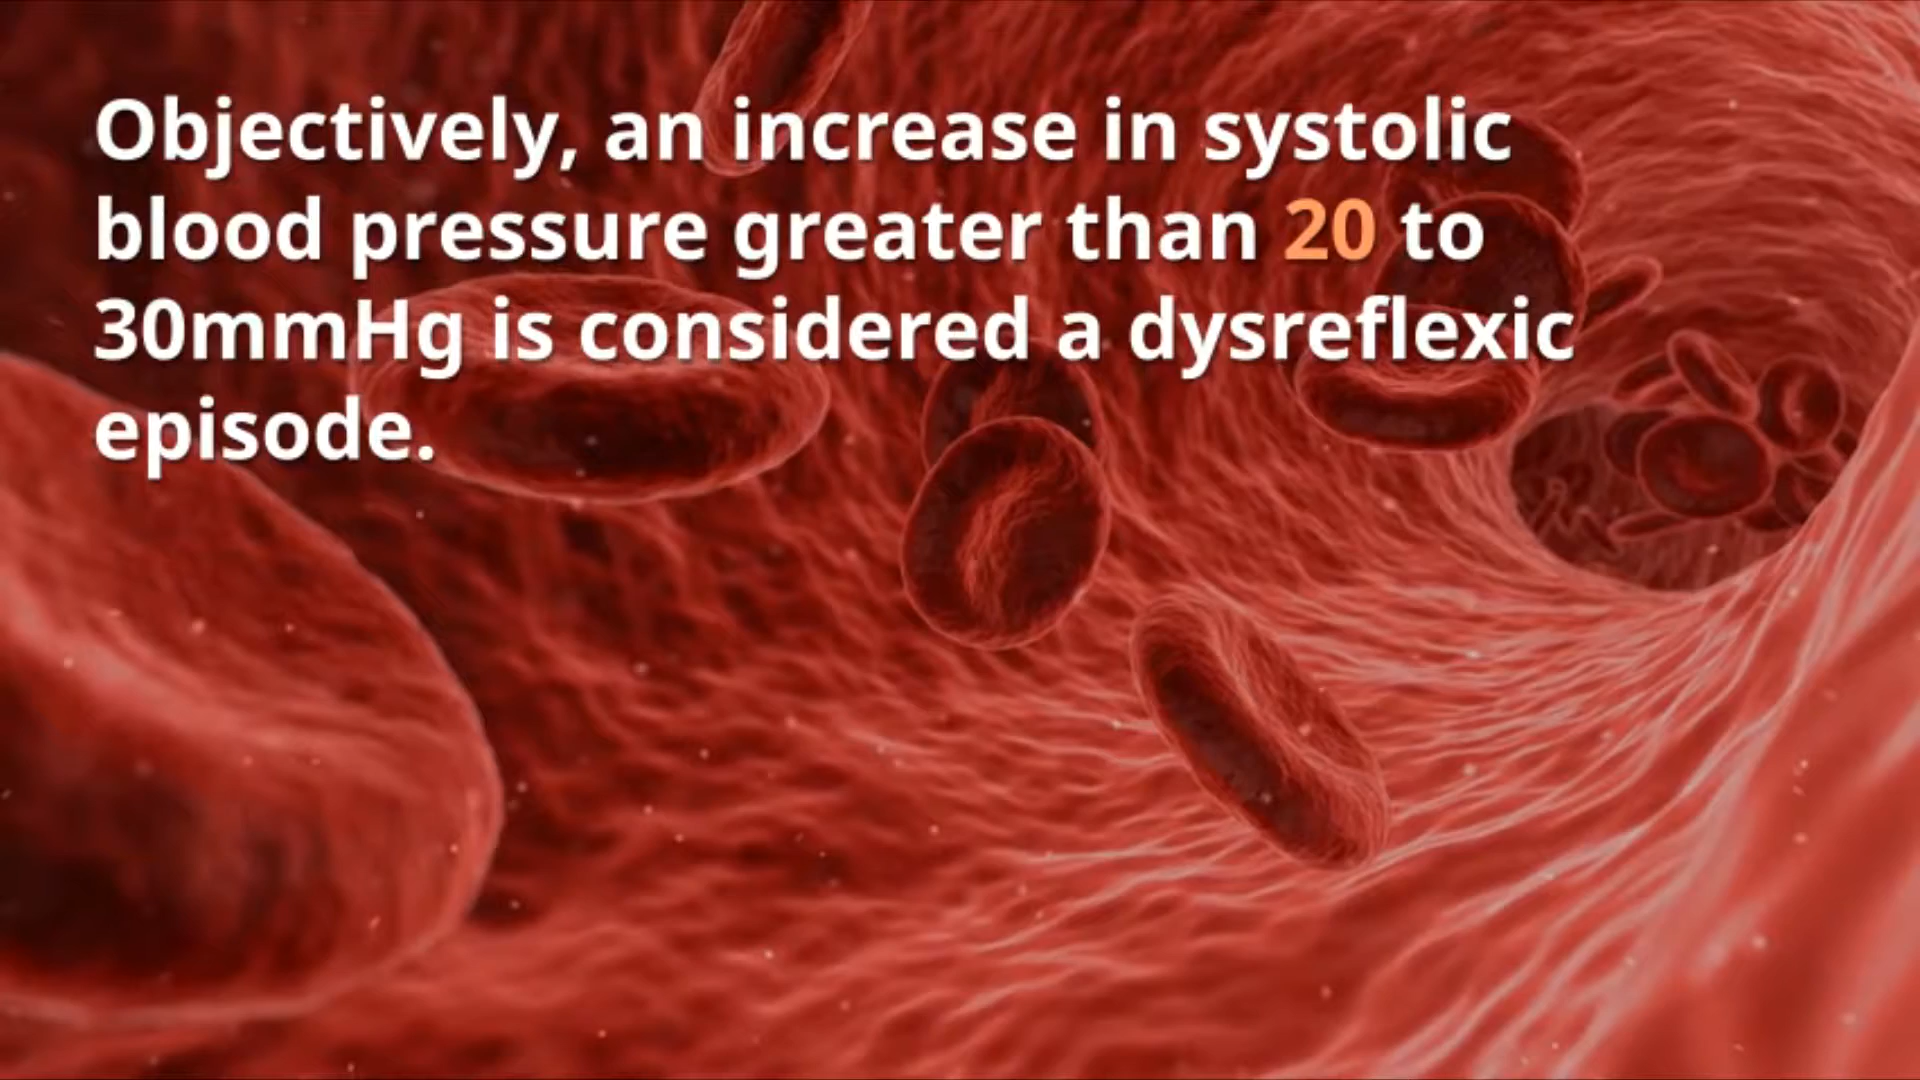 Objectively, an increase in systolic
blood pressure greater than 20 to
30mmHg is considered a dysreflexic
episode.